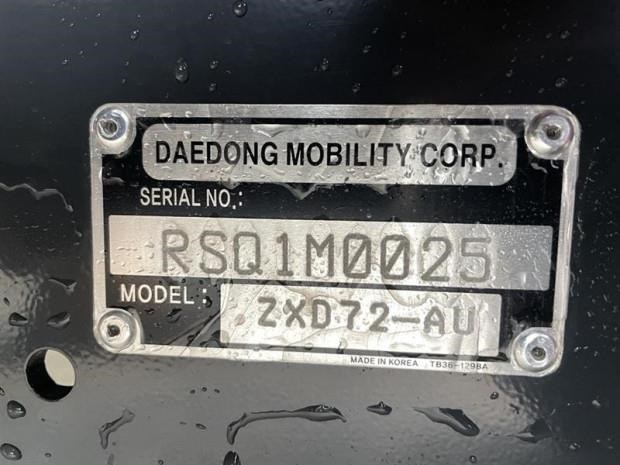 DAEDONG MOBILITY CORP.
SERIAL NO.:
RSQ1M0025
MODEL: ZXD72-AU
MADE IN KOREA TB36-129BA